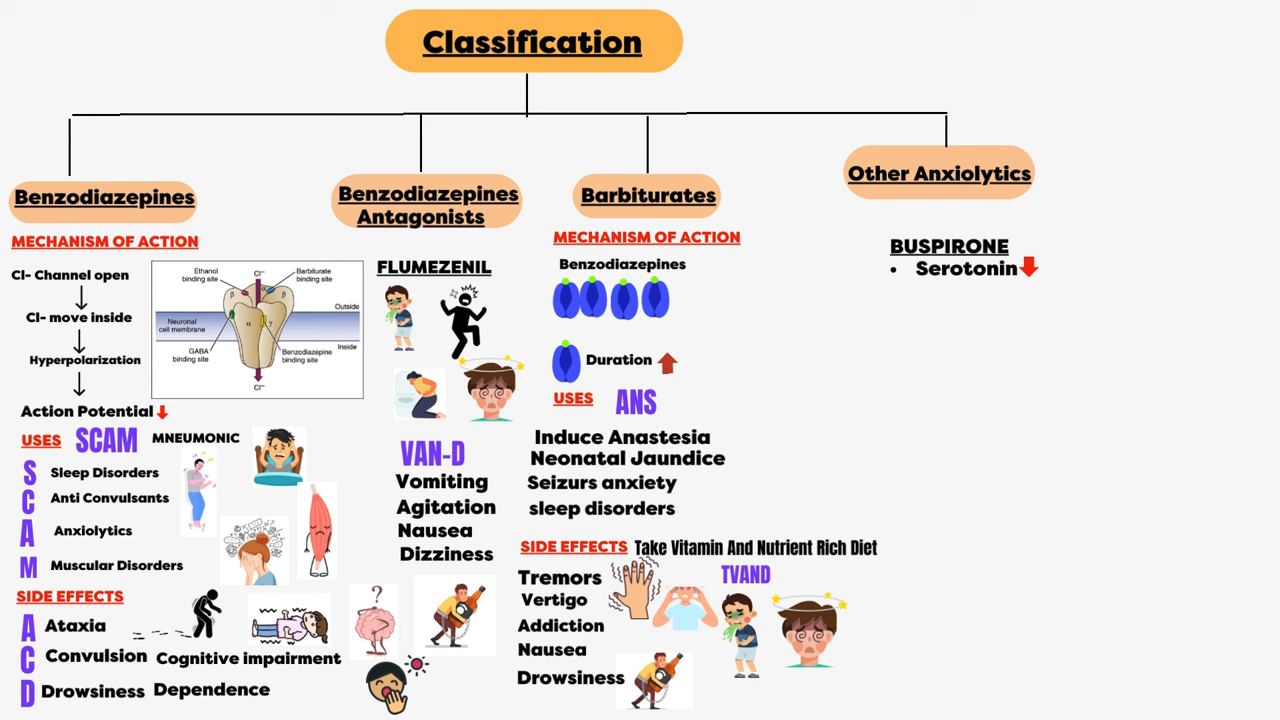 Classification
Benzodiazepines
MECHANISM OF ACTION
Cl- Channel open
Cl- move inside
Hyperpolarization
Action Potential
Ethanol
binding site
Cl⁻
Barbiturate
binding site
β
α
β
Outside
Neuronal
cell membrane
α
γ
Inside
GABA
binding site
Benzodiazepine
binding site
Cl⁻
USES SCAM MNEUMONIC
S Sleep Disorders
C Anti Convulsants
A Anxiolytics
M Muscular Disorders
SIDE EFFECTS
A Ataxia
C Convulsion Cognitive impairment
D Drowsiness Dependence
?
Benzodiazepines
Antagonists
FLUMEZENIL
VAN-D
Vomiting
Agitation
Nausea
Dizziness
Barbiturates
MECHANISM OF ACTION
Benzodiazepines
Duration
USES ANS
Induce Anastesia
Neonatal Jaundice
Seizurs anxiety
sleep disorders
SIDE EFFECTS Take Vitamin And Nutrient Rich Diet
TVAND
Tremors
Vertigo
Addiction
Nausea
Drowsiness
Other Anxiolytics
BUSPIRONE
• Serotonin